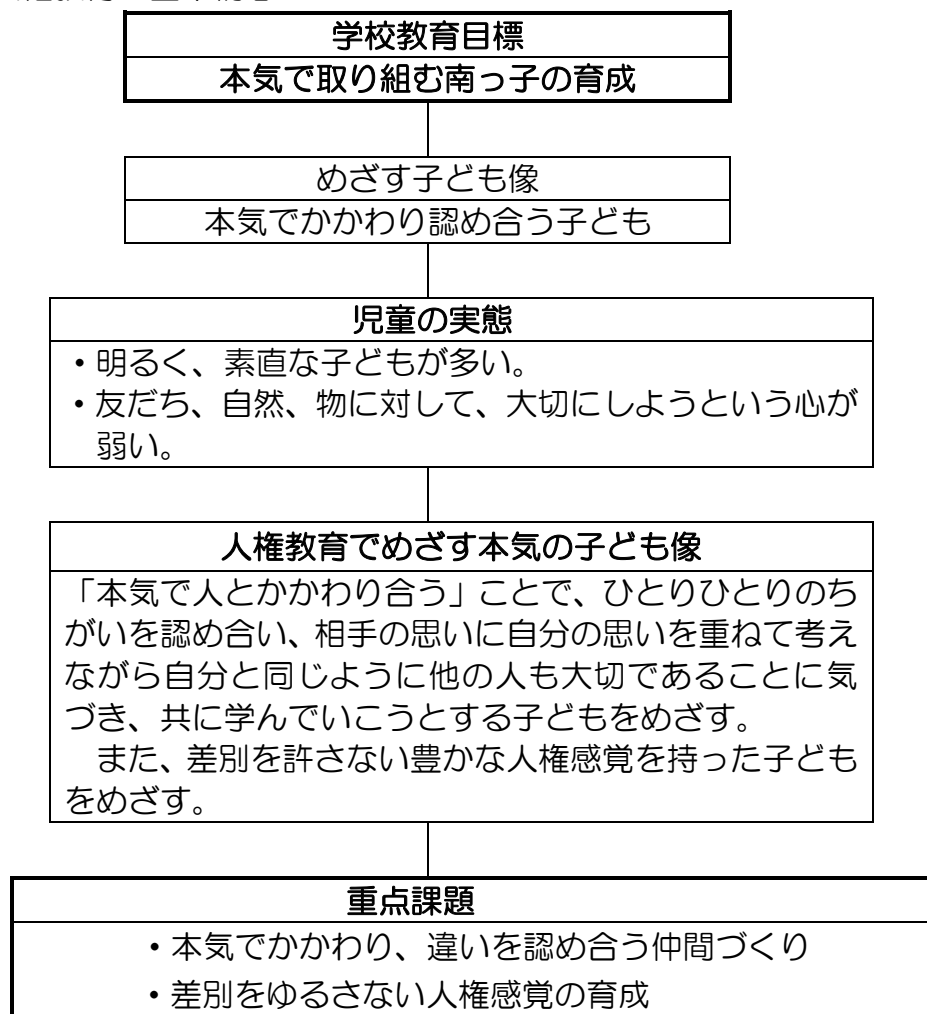 学校教育目標
本気で取り組む南っ子の育成
めざす子ども像
本気でかかわり認め合う子ども
児童の実態
・明るく、素直な子どもが多い。
・友だち、自然、物に対して、大切にしようという心が
弱い。
人権教育でめざす本気の子ども像
「本気で人とかかわり合う」ことで、ひとりひとりのち
がいを認め合い、相手の思いに自分の思いを重ねて考え
ながら自分と同じように他の人も大切であることに気
づき、共に学んでいこうとする子どもをめざす。
また、差別を許さない豊かな人権感覚を持った子ども
をめざす。
重点課題
・本気でかかわり、違いを認め合う仲間づくり
・差別をゆるさない人権感覚の育成